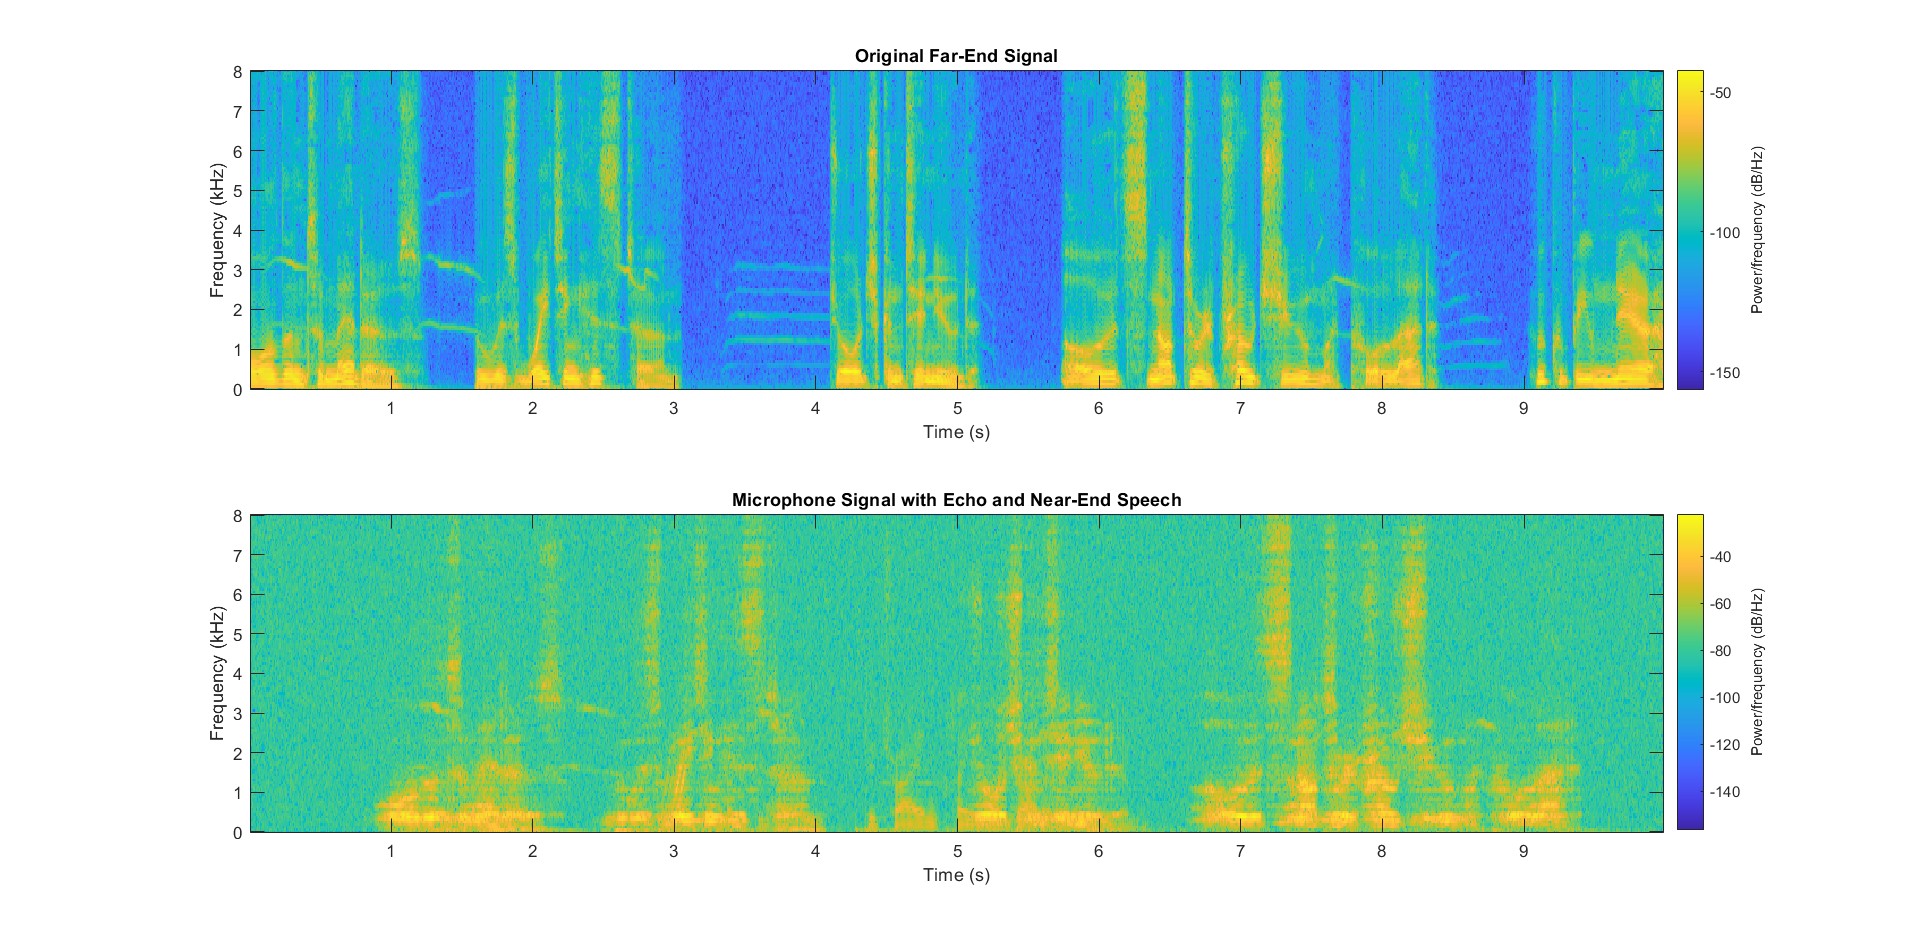 Original Far-End Signal
8
7
6
5
4
3
2
1
0
Frequency (kHz)
1 2 3 4 5 6 7 8 9
Time (s)
-50
-100
-150
Power/frequency (dB/Hz)
Microphone Signal with Echo and Near-End Speech
8
7
6
5
4
3
2
1
0
Frequency (kHz)
1 2 3 4 5 6 7 8 9
Time (s)
-40
-60
-80
-100
-120
-140
Power/frequency (dB/Hz)